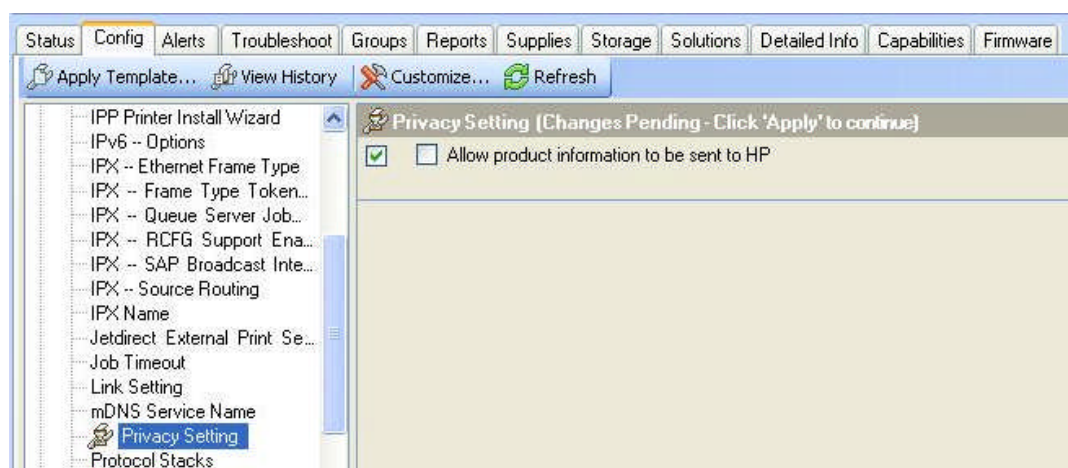 Status Config Alerts Troubleshoot Groups Reports Supplies Storage Solutions Detailed Info Capabilities Firmware
Apply Template... View History Customize... Refresh
IPP Printer Install Wizard
IPv6 -- Options
IPX -- Ethernet Frame Type
IPX -- Frame Type Token...
IPX -- Queue Server Job...
IPX -- RCFG Support Ena...
IPX -- SAP Broadcast Inte...
IPX -- Source Routing
IPX Name
Jetdirect External Print Se...
Job Timeout
Link Setting
mDNS Service Name
Privacy Setting
Protocol Stacks
Privacy Setting (Changes Pending - Click 'Apply' to continue)
Allow product information to be sent to HP